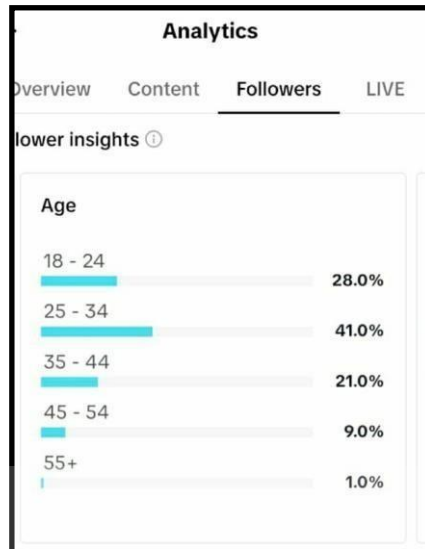 Analytics
Overview Content Followers LIVE
lower insights
Age
18 - 24
28.0%
25 - 34
41.0%
35 - 44
21.0%
45 - 54
9.0%
55+
1.0%